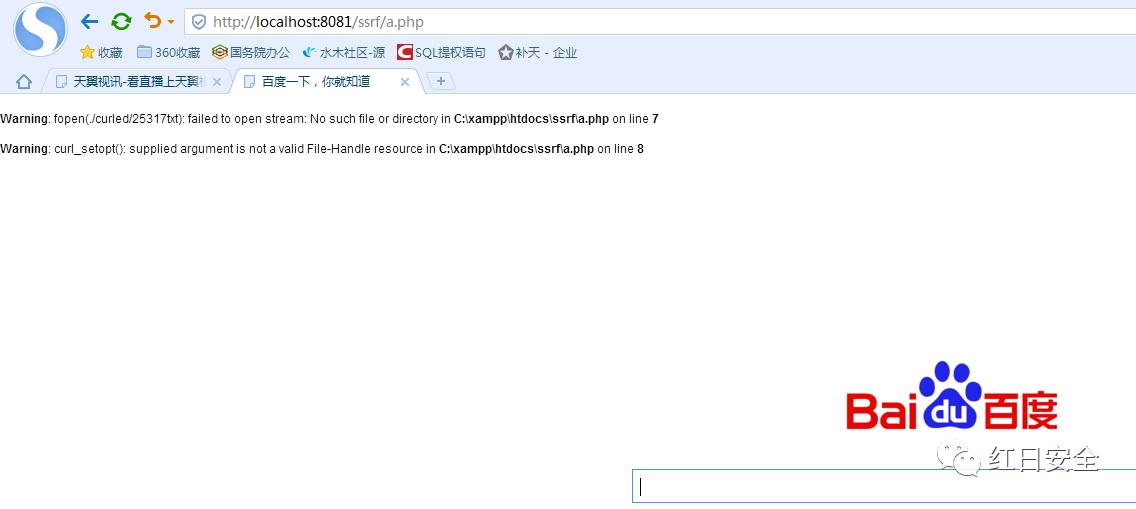 http://localhost:8081/ssrf/a.php
收藏 360收藏 国务院办公 水木社区-源 SQL提权语句 补天 - 企业
天翼视讯-看直播上天翼 百度一下，你就知道
Warning: fopen(./curled/25317txt): failed to open stream: No such file or directory in C:\xampp\htdocs\ssrf\a.php on line 7
Warning: curl_setopt(): supplied argument is not a valid File-Handle resource in C:\xampp\htdocs\ssrf\a.php on line 8
Bai du 百度
红日安全